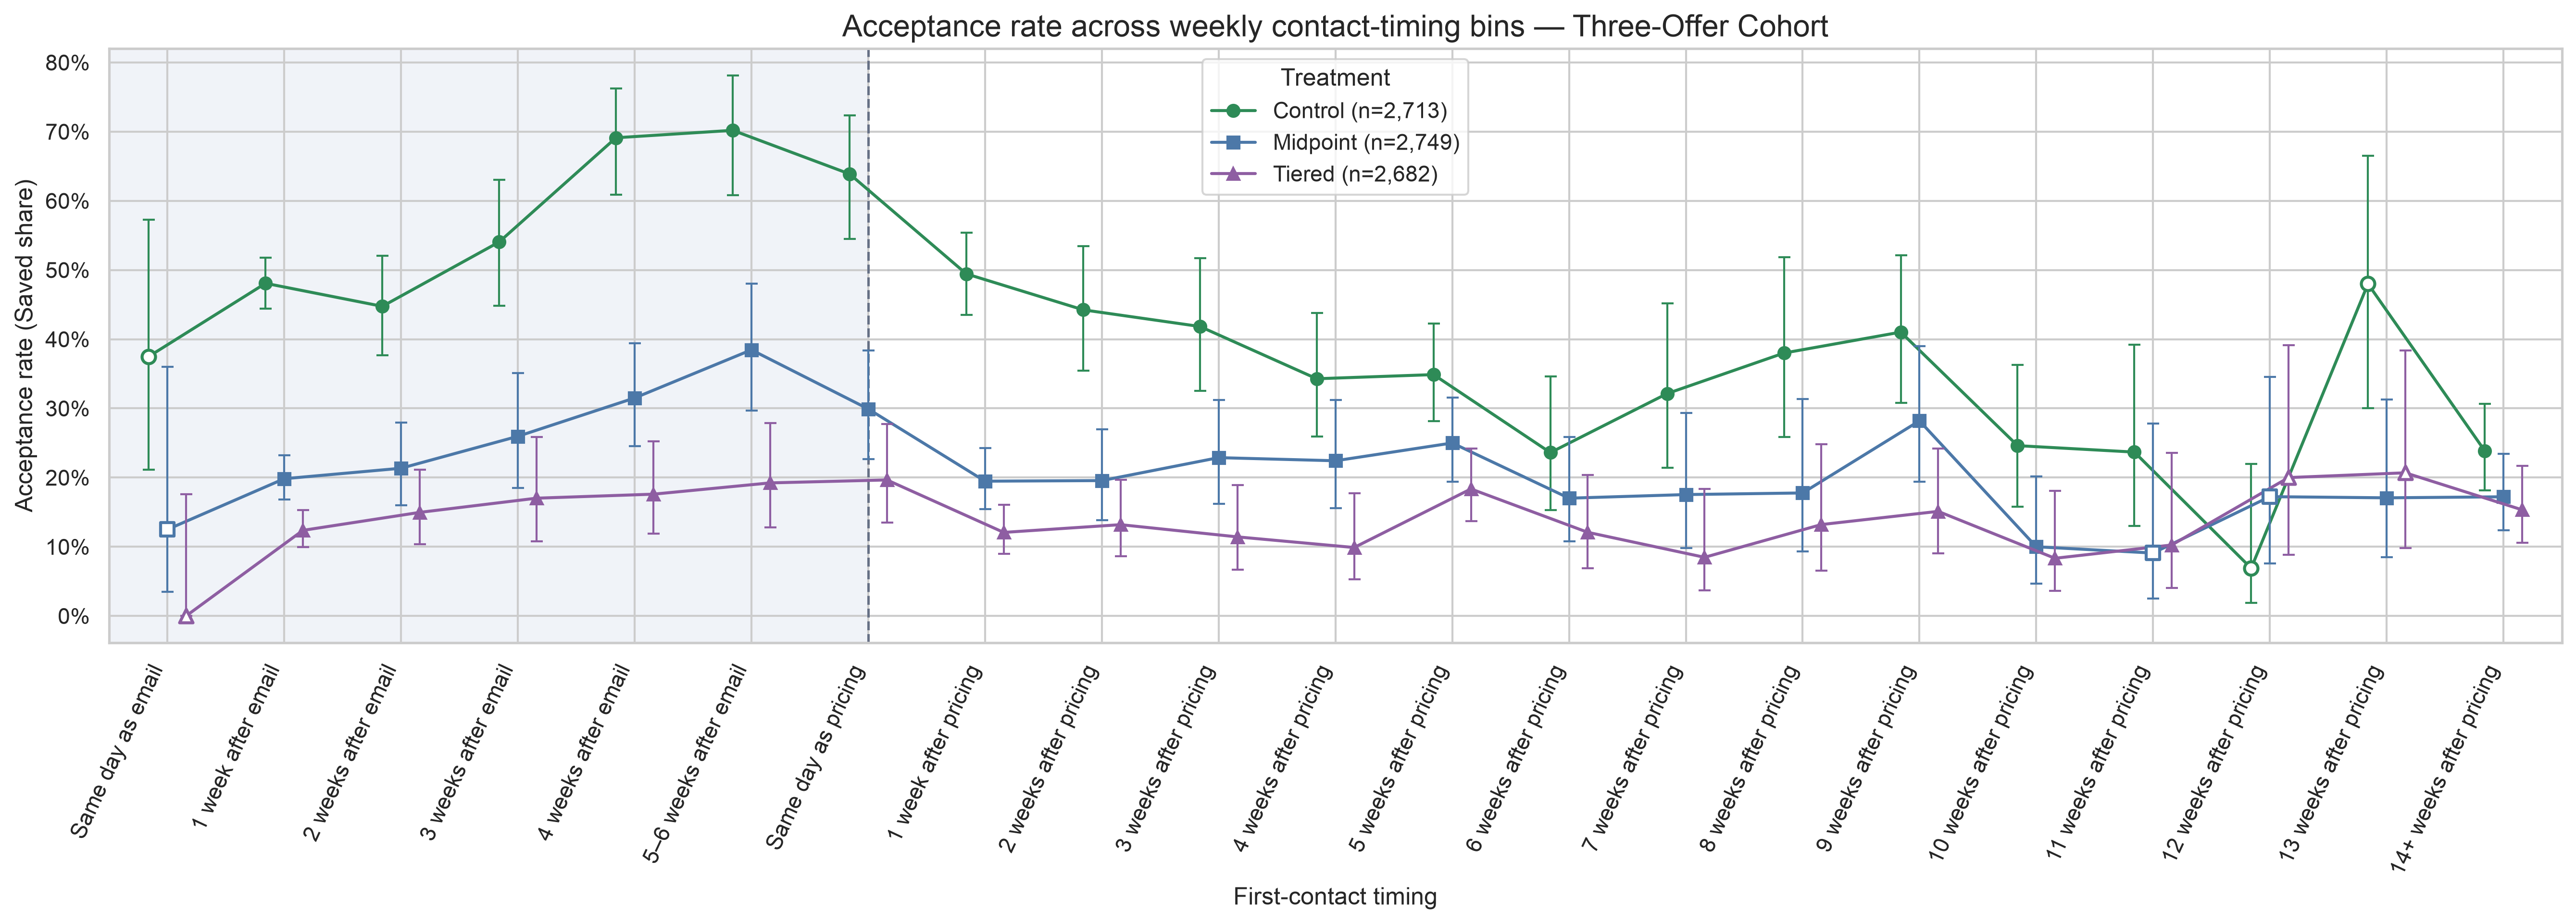 Acceptance rate across weekly contact-timing bins — Three-Offer Cohort
Acceptance rate (Saved share)
80%
70%
60%
50%
40%
30%
20%
10%
0%
Treatment
Control (n=2,713)
Midpoint (n=2,749)
Tiered (n=2,682)
Same day as email
1 week after email
2 weeks after email
3 weeks after email
4 weeks after email
5–6 weeks after email
Same day as pricing
1 week after pricing
2 weeks after pricing
3 weeks after pricing
4 weeks after pricing
5 weeks after pricing
6 weeks after pricing
7 weeks after pricing
8 weeks after pricing
9 weeks after pricing
10 weeks after pricing
11 weeks after pricing
12 weeks after pricing
13 weeks after pricing
14+ weeks after pricing
First-contact timing